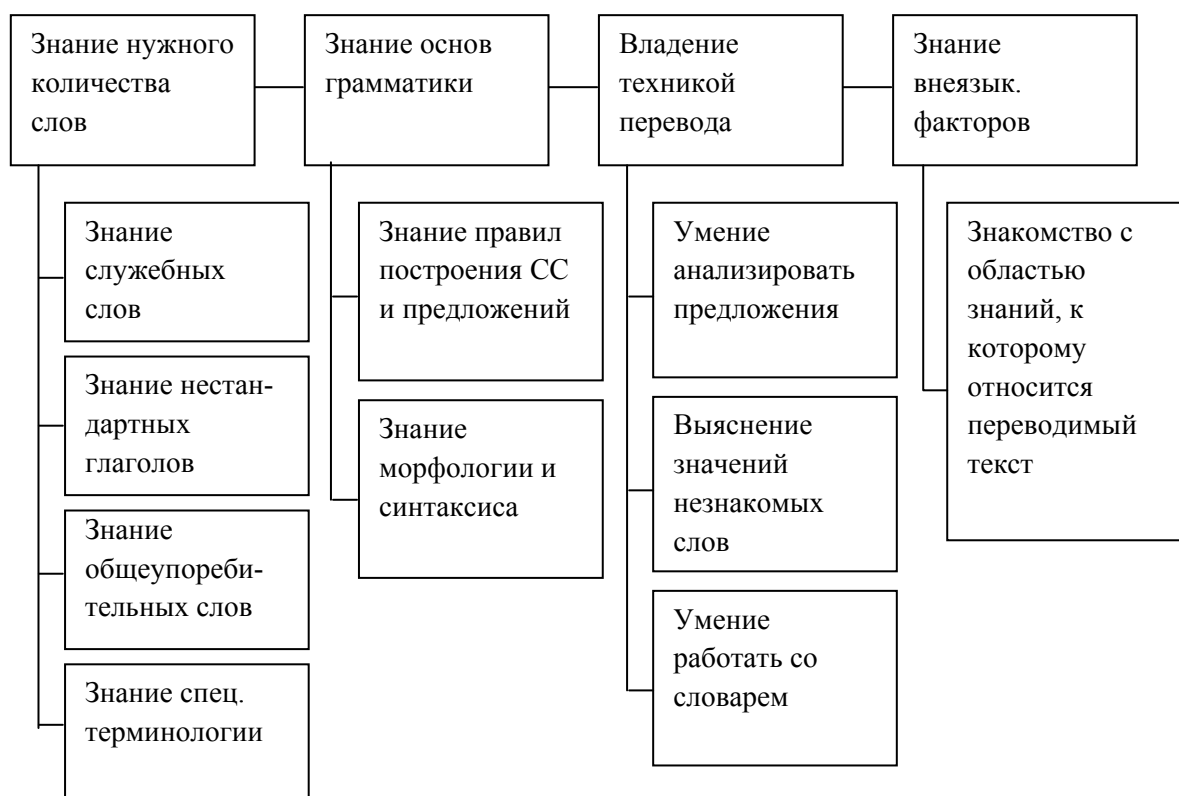 Знание нужного
количества
слов
Знание основ
грамматики
Владение
техникой
перевода
Знание
внеязык.
факторов
Знание
служебных
слов
Знание нестан-
дартных
глаголов
Знание
общеупореби-
тельных слов
Знание спец.
терминологии
Знание правил
построения СС
и предложений
Знание
морфологии и
синтаксиса
Умение
анализировать
предложения
Выяснение
значений
незнакомых
слов
Умение
работать со
словарем
Знакомство с
областью
знаний, к
которому
относится
переводимый
текст